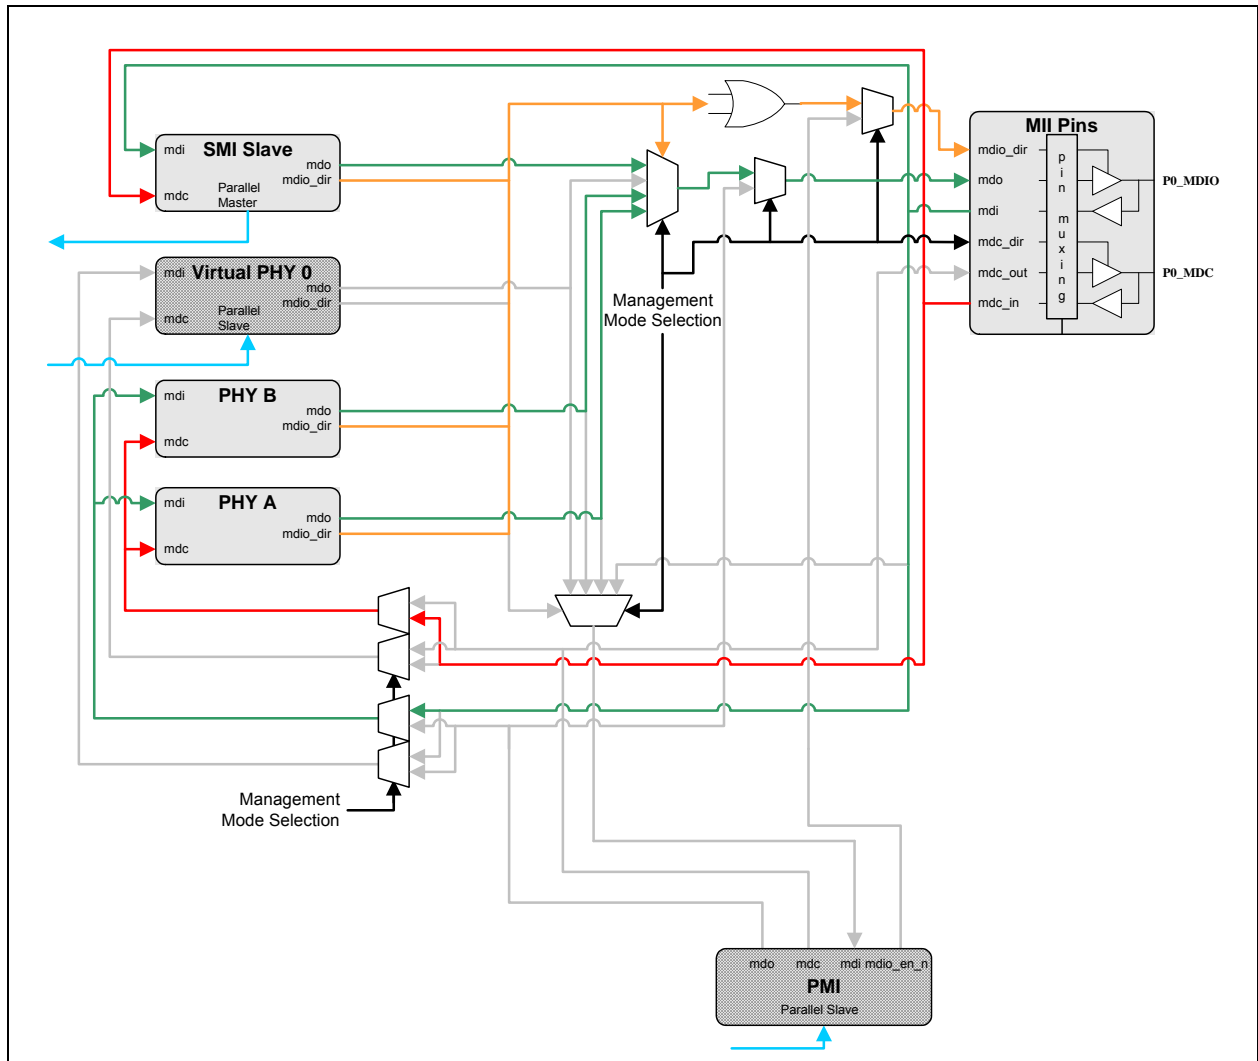 SMI Slave
mdi
mdo
mdio_dir
mdc
Parallel
Master
MII Pins
mdio_dir
mdo
mdi
mdc_dir
mdc_out
mdc_in
pin muxing
P0_MDIO
P0_MDC
Virtual PHY 0
mdi
mdo
mdio_dir
mdc
Parallel
Slave
Management
Mode Selection
PHY B
mdi
mdo
mdio_dir
mdc
PHY A
mdi
mdo
mdio_dir
mdc
Management
Mode Selection
mdo
mdc
mdi
mdio_en_n
PMI
Parallel Slave